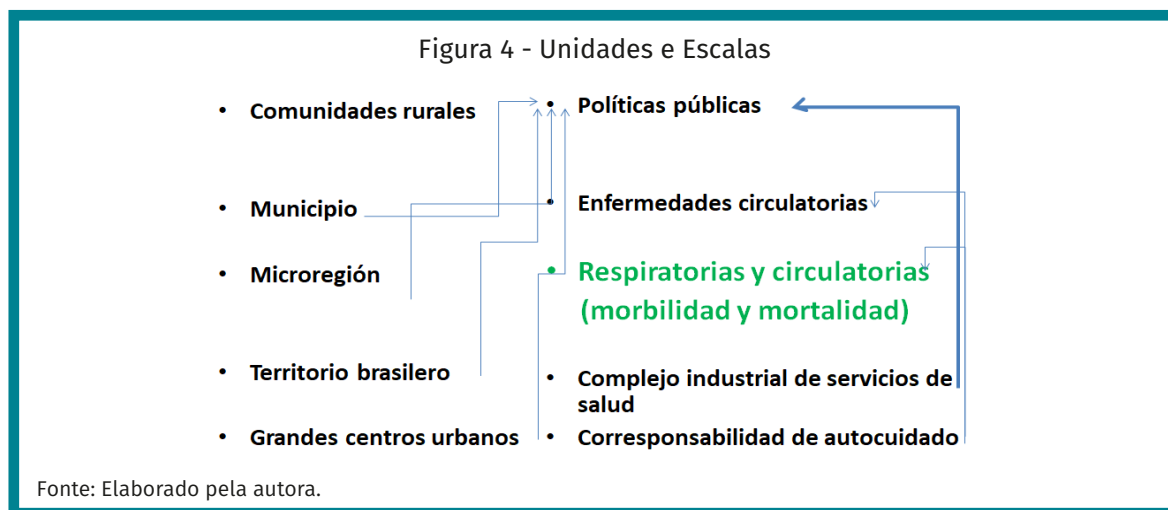 Figura 4 - Unidades e Escalas
• Comunidades rurales
• Municipio
• Microregión
• Territorio brasilero
• Grandes centros urbanos
• Políticas públicas
• Enfermedades circulatorias
• Respiratorias y circulatorias
(morbilidad y mortalidad)
• Complejo industrial de servicios de
salud
• Corresponsabilidad de autocuidado
Fonte: Elaborado pela autora.